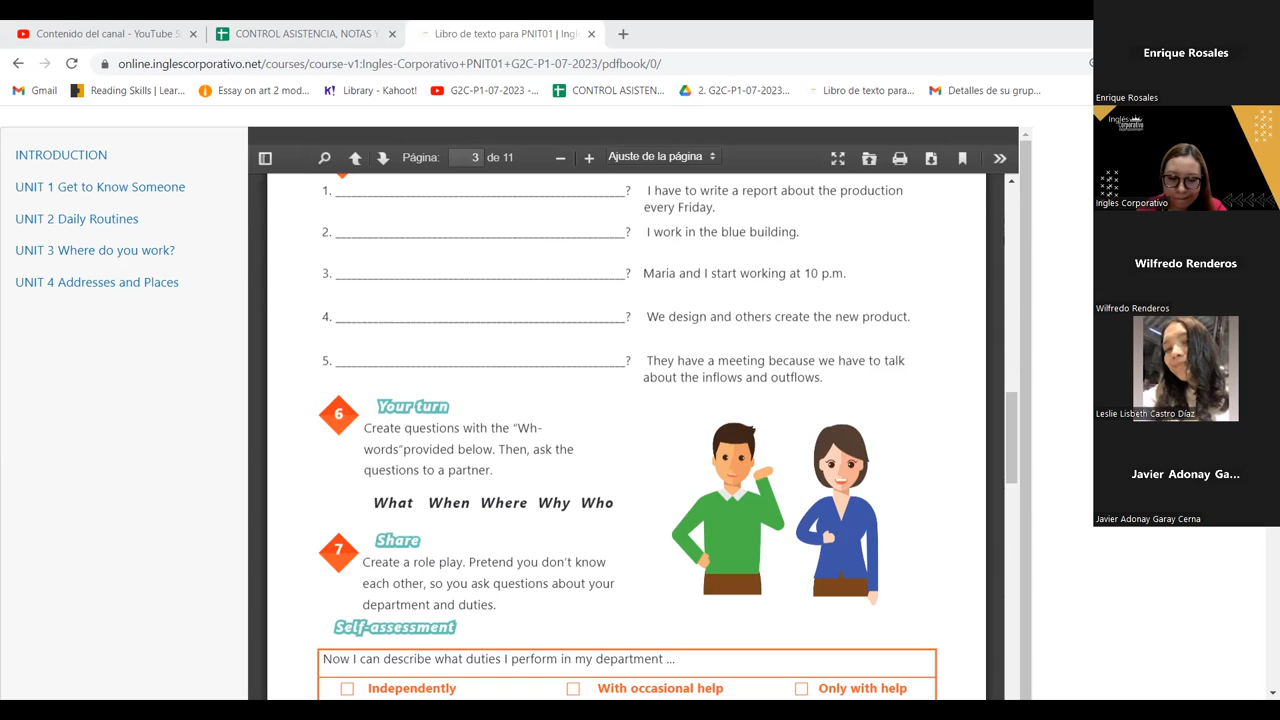 Contenido del canal - YouTube S
CONTROL ASISTENCIA, NOTAS Y
Libro de texto para PNIT01 | Ingl
online.inglescorporativo.net/courses/course-v1:Ingles-Corporativo+PNIT01+G2C-P1-07-2023/pdfbook/0/
Gmail
Reading Skills | Lear...
Essay on art 2 mod...
Library - Kahoot!
G2C-P1-07-2023 -...
CONTROL ASISTEN...
2. G2C-P1-07-2023...
Libro de texto para...
Detalles de su grup...
INTRODUCTION
UNIT 1 Get to Know Someone
UNIT 2 Daily Routines
UNIT 3 Where do you work?
UNIT 4 Addresses and Places
Página: 3 de 11
Ajuste de la página
1. ? I have to write a report about the production
every Friday.
2. ? I work in the blue building.
3. ? Maria and I start working at 10 p.m.
4. ? We design and others create the new product.
5. ? They have a meeting because we have to talk
about the inflows and outflows.
6 Your turn
Create questions with the “Wh-
words”provided below. Then, ask the
questions to a partner.
What When Where Why Who
7 Share
Create a role play. Pretend you don’t know
each other, so you ask questions about your
department and duties.
Self-assessment
Now I can describe what duties I perform in my department ...
Independently
With occasional help
Only with help
Enrique Rosales
Enrique Rosales
Inglés
Corporativo
Ingles Corporativo
Wilfredo Renderos
Wilfredo Renderos
Leslie Lisbeth Castro Díaz
Javier Adonay Ga...
Javier Adonay Garay Cerna